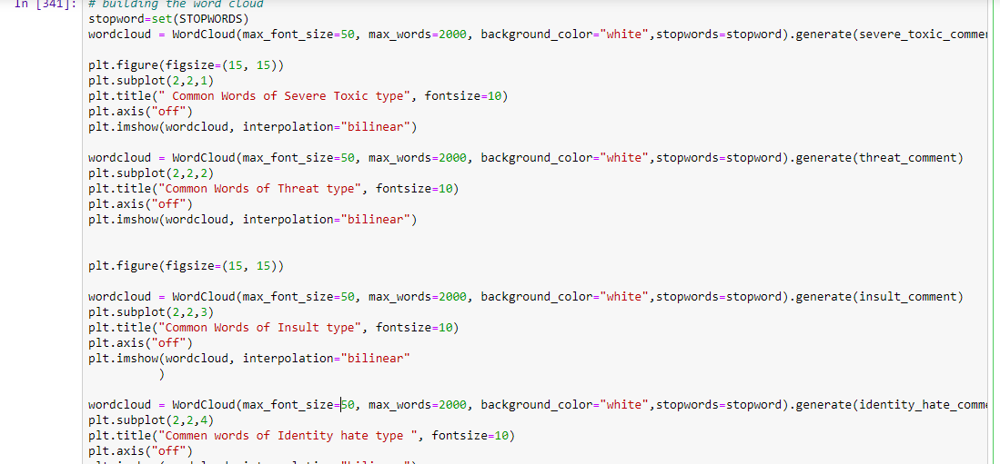 In [341]: # building the word cloud
stopword=set(STOPWORDS)
wordcloud = WordCloud(max_font_size=50, max_words=2000, background_color="white",stopwords=stopword).generate(severe_toxic_commen
plt.figure(figsize=(15, 15))
plt.subplot(2,2,1)
plt.title(" Common Words of Severe Toxic type", fontsize=10)
plt.axis("off")
plt.imshow(wordcloud, interpolation="bilinear")
wordcloud = WordCloud(max_font_size=50, max_words=2000, background_color="white",stopwords=stopword).generate(threat_comment)
plt.subplot(2,2,2)
plt.title("Common Words of Threat type", fontsize=10)
plt.axis("off")
plt.imshow(wordcloud, interpolation="bilinear")
plt.figure(figsize=(15, 15))
wordcloud = WordCloud(max_font_size=50, max_words=2000, background_color="white",stopwords=stopword).generate(insult_comment)
plt.subplot(2,2,3)
plt.title("Common Words of Insult type", fontsize=10)
plt.axis("off")
plt.imshow(wordcloud, interpolation="bilinear"
)
wordcloud = WordCloud(max_font_size=50, max_words=2000, background_color="white",stopwords=stopword).generate(identity_hate_comme
plt.subplot(2,2,4)
plt.title("Commen words of Identity hate type ", fontsize=10)
plt.axis("off")